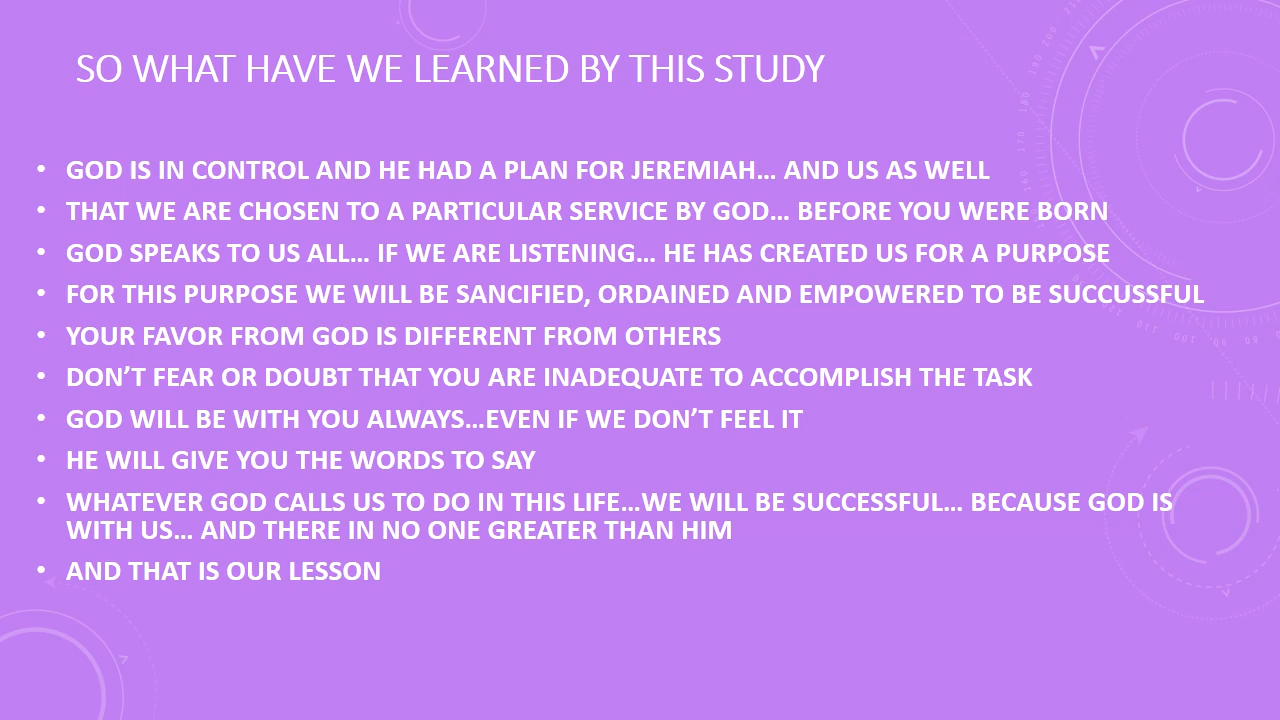 SO WHAT HAVE WE LEARNED BY THIS STUDY
• GOD IS IN CONTROL AND HE HAD A PLAN FOR JEREMIAH… AND US AS WELL
• THAT WE ARE CHOSEN TO A PARTICULAR SERVICE BY GOD… BEFORE YOU WERE BORN
• GOD SPEAKS TO US ALL… IF WE ARE LISTENING… HE HAS CREATED US FOR A PURPOSE
• FOR THIS PURPOSE WE WILL BE SANCIFIED, ORDAINED AND EMPOWERED TO BE SUCCUSSFUL
• YOUR FAVOR FROM GOD IS DIFFERENT FROM OTHERS
• DON’T FEAR OR DOUBT THAT YOU ARE INADEQUATE TO ACCOMPLISH THE TASK
• GOD WILL BE WITH YOU ALWAYS…EVEN IF WE DON’T FEEL IT
• HE WILL GIVE YOU THE WORDS TO SAY
• WHATEVER GOD CALLS US TO DO IN THIS LIFE…WE WILL BE SUCCESSFUL… BECAUSE GOD IS
WITH US… AND THERE IN NO ONE GREATER THAN HIM
• AND THAT IS OUR LESSON